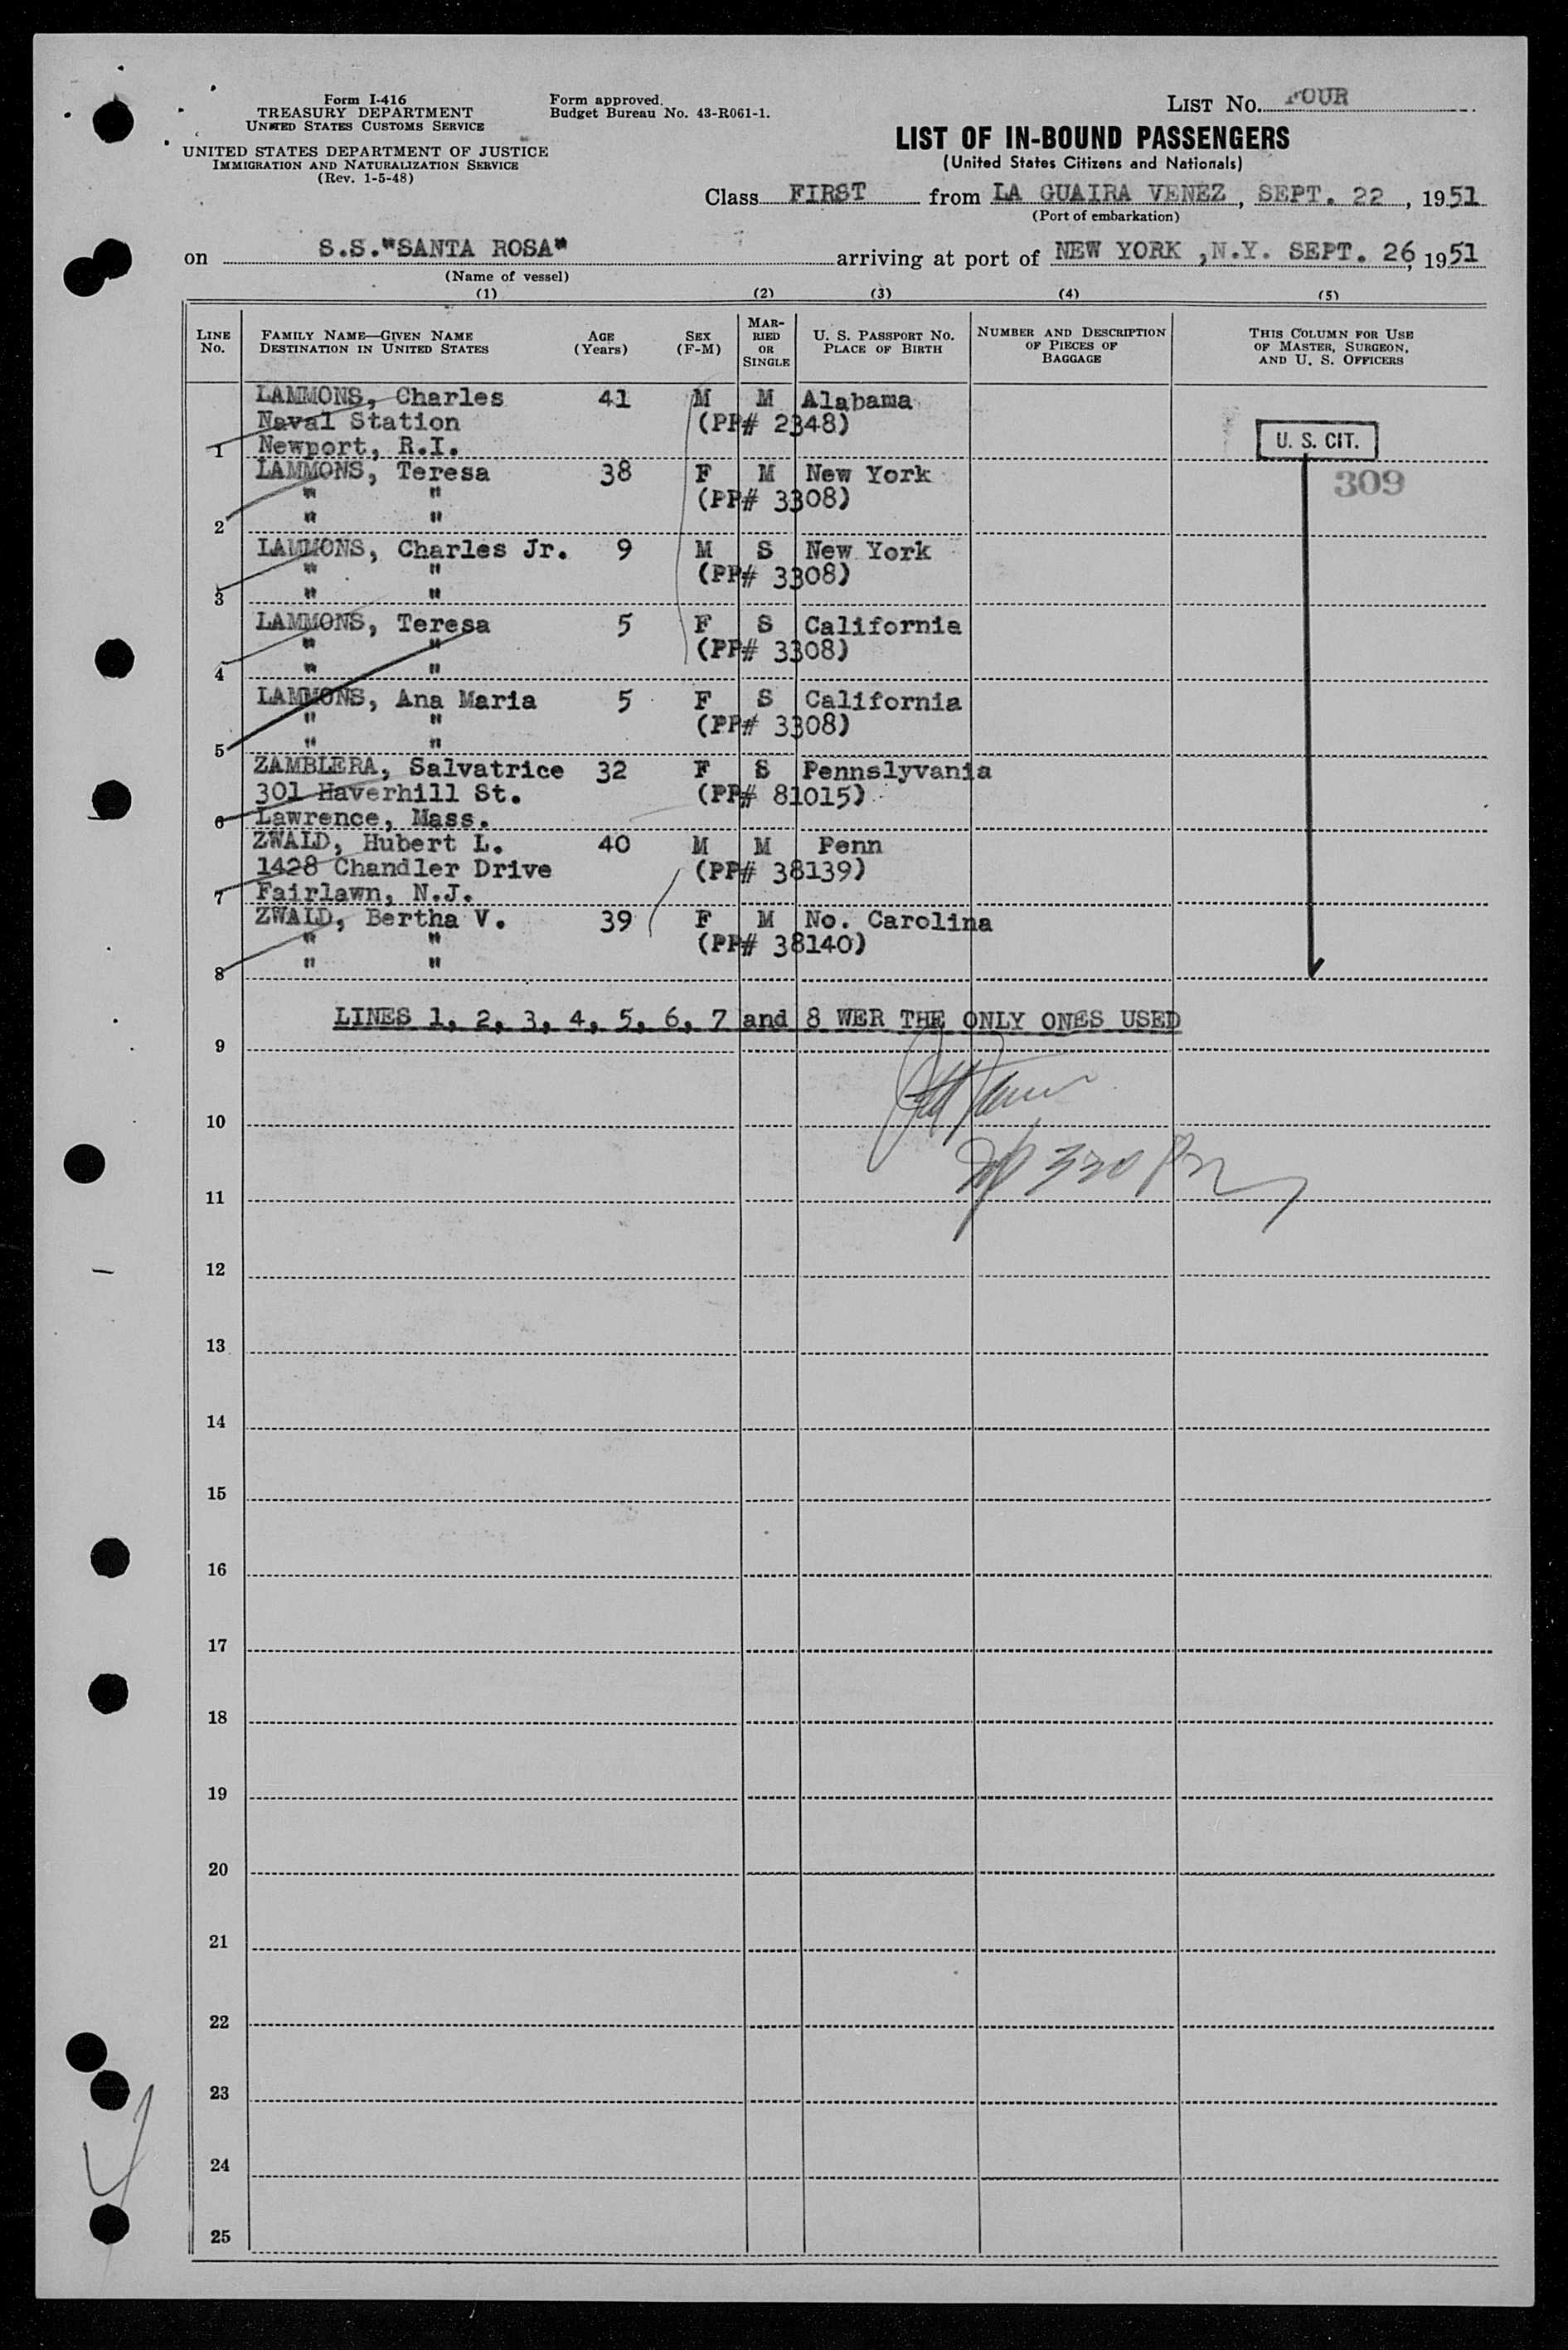 Form I-416
TREASURY DEPARTMENT
UNITED STATES CUSTOMS SERVICE
UNITED STATES DEPARTMENT OF JUSTICE
IMMIGRATION AND NATURALIZATION SERVICE
(Rev. 1-5-48)
Form approved.
Budget Bureau No. 43-R061-1.
LIST No. FOUR
LIST OF IN-BOUND PASSENGERS
(United States Citizens and Nationals)
Class FIRST from LA GUAIRA VENEZ, SEPT. 22, 1951
(Port of embarkation)
on S.S."SANTA ROSA" arriving at port of NEW YORK ,N.Y. SEPT. 26, 1951
(Name of vessel)
(1) (2) (3) (4) (5)
LINE No. FAMILY NAME—GIVEN NAME DESTINATION IN UNITED STATES AGE (Years) SEX (F-M) MARRIED OR SINGLE U. S. PASSPORT NO. PLACE OF BIRTH NUMBER AND DESCRIPTION OF PIECES OF BAGGAGE THIS COLUMN FOR USE OF MASTER, SURGEON, AND U. S. OFFICERS
LAMMONS, Charles 41 M M Alabama
Naval Station (PP# 2348)
1 Newport, R.I. U. S. CIT.
LAMMONS, Teresa 38 F M New York 309
" " (PP# 3308)
2 " "
LAMMONS, Charles Jr. 9 M S New York
" " (PP# 3308)
3 " "
LAMMONS, Teresa 5 F S California
" " (PP# 3308)
4 " "
LAMMONS, Ana Maria 5 F S California
" " (PP# 3308)
5 " "
ZAMBLERA, Salvatrice 32 F S Pennslyvania
301 Haverhill St. (PP# 81015)
6 Lawrence, Mass.
ZWALD, Hubert L. 40 M M Penn
1428 Chandler Drive (PP# 38139)
7 Fairlawn, N.J.
ZWALD, Bertha V. 39 F M No. Carolina
" " (PP# 38140)
8 " "
LINES 1, 2, 3, 4, 5, 6, 7 and 8 WER THE ONLY ONES USED
9
10
11
12
13
14
15
16
17
18
19
20
21
22
23
24
25